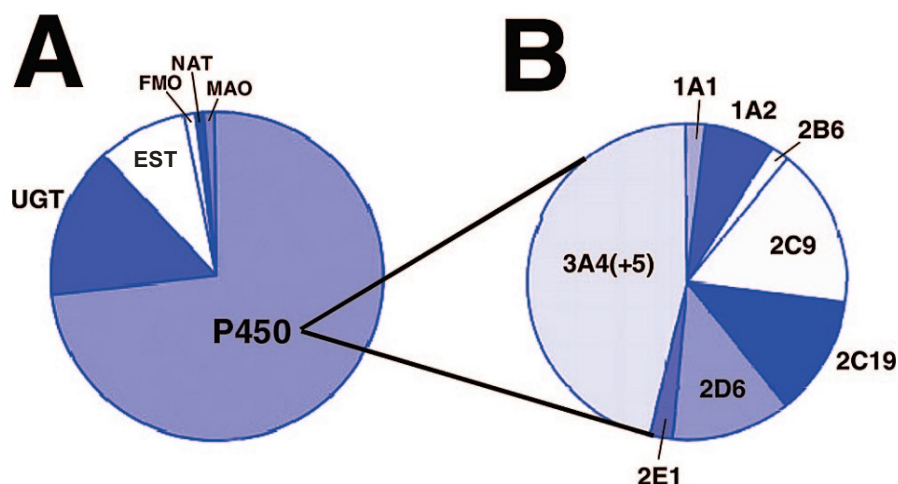 A
NAT
FMO
MAO
EST
UGT
P450
B
1A1
1A2
2B6
2C9
3A4(+5)
2C19
2D6
2E1